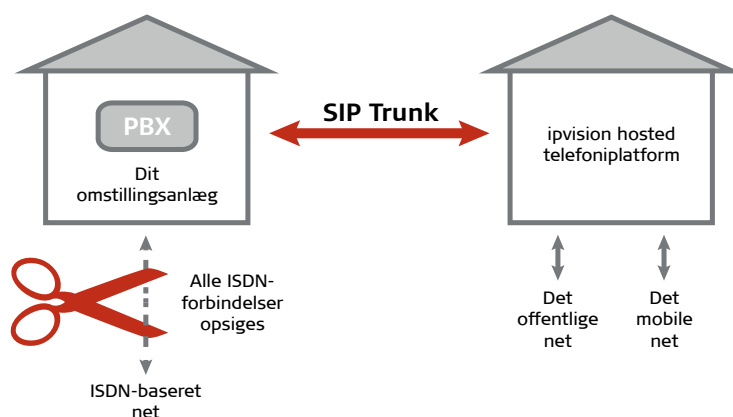 PBX
Dit
omstillingsanlæg
SIP Trunk
ipvision hosted
telefoniplatform
Alle ISDN-
forbindelser
opsiges
ISDN-baseret
net
Det
offentlige
net
Det
mobile
net